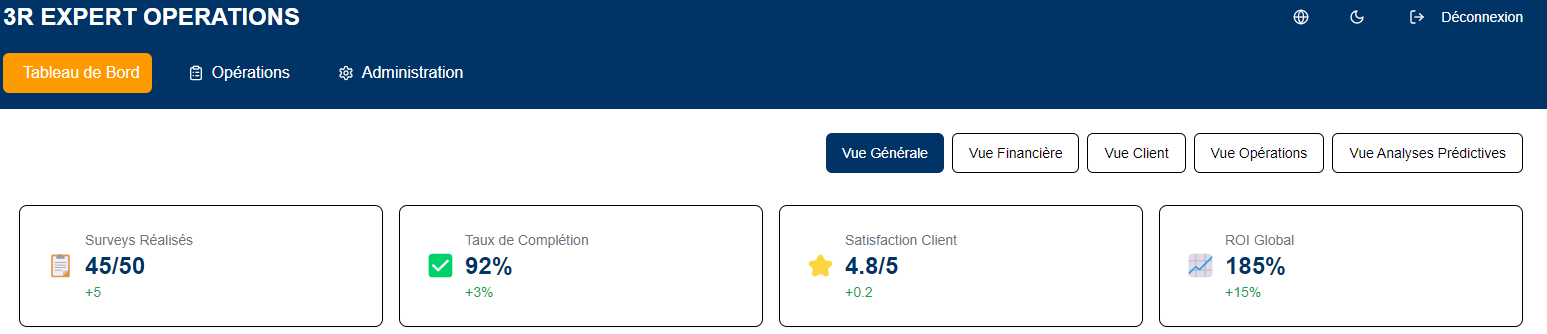 3R EXPERT OPERATIONS
Déconnexion
Tableau de Bord Opérations Administration
Vue Générale Vue Financière Vue Client Vue Opérations Vue Analyses Prédictives
Surveys Réalisés
45/50
+5
Taux de Complétion
92%
+3%
Satisfaction Client
4.8/5
+0.2
ROI Global
185%
+15%